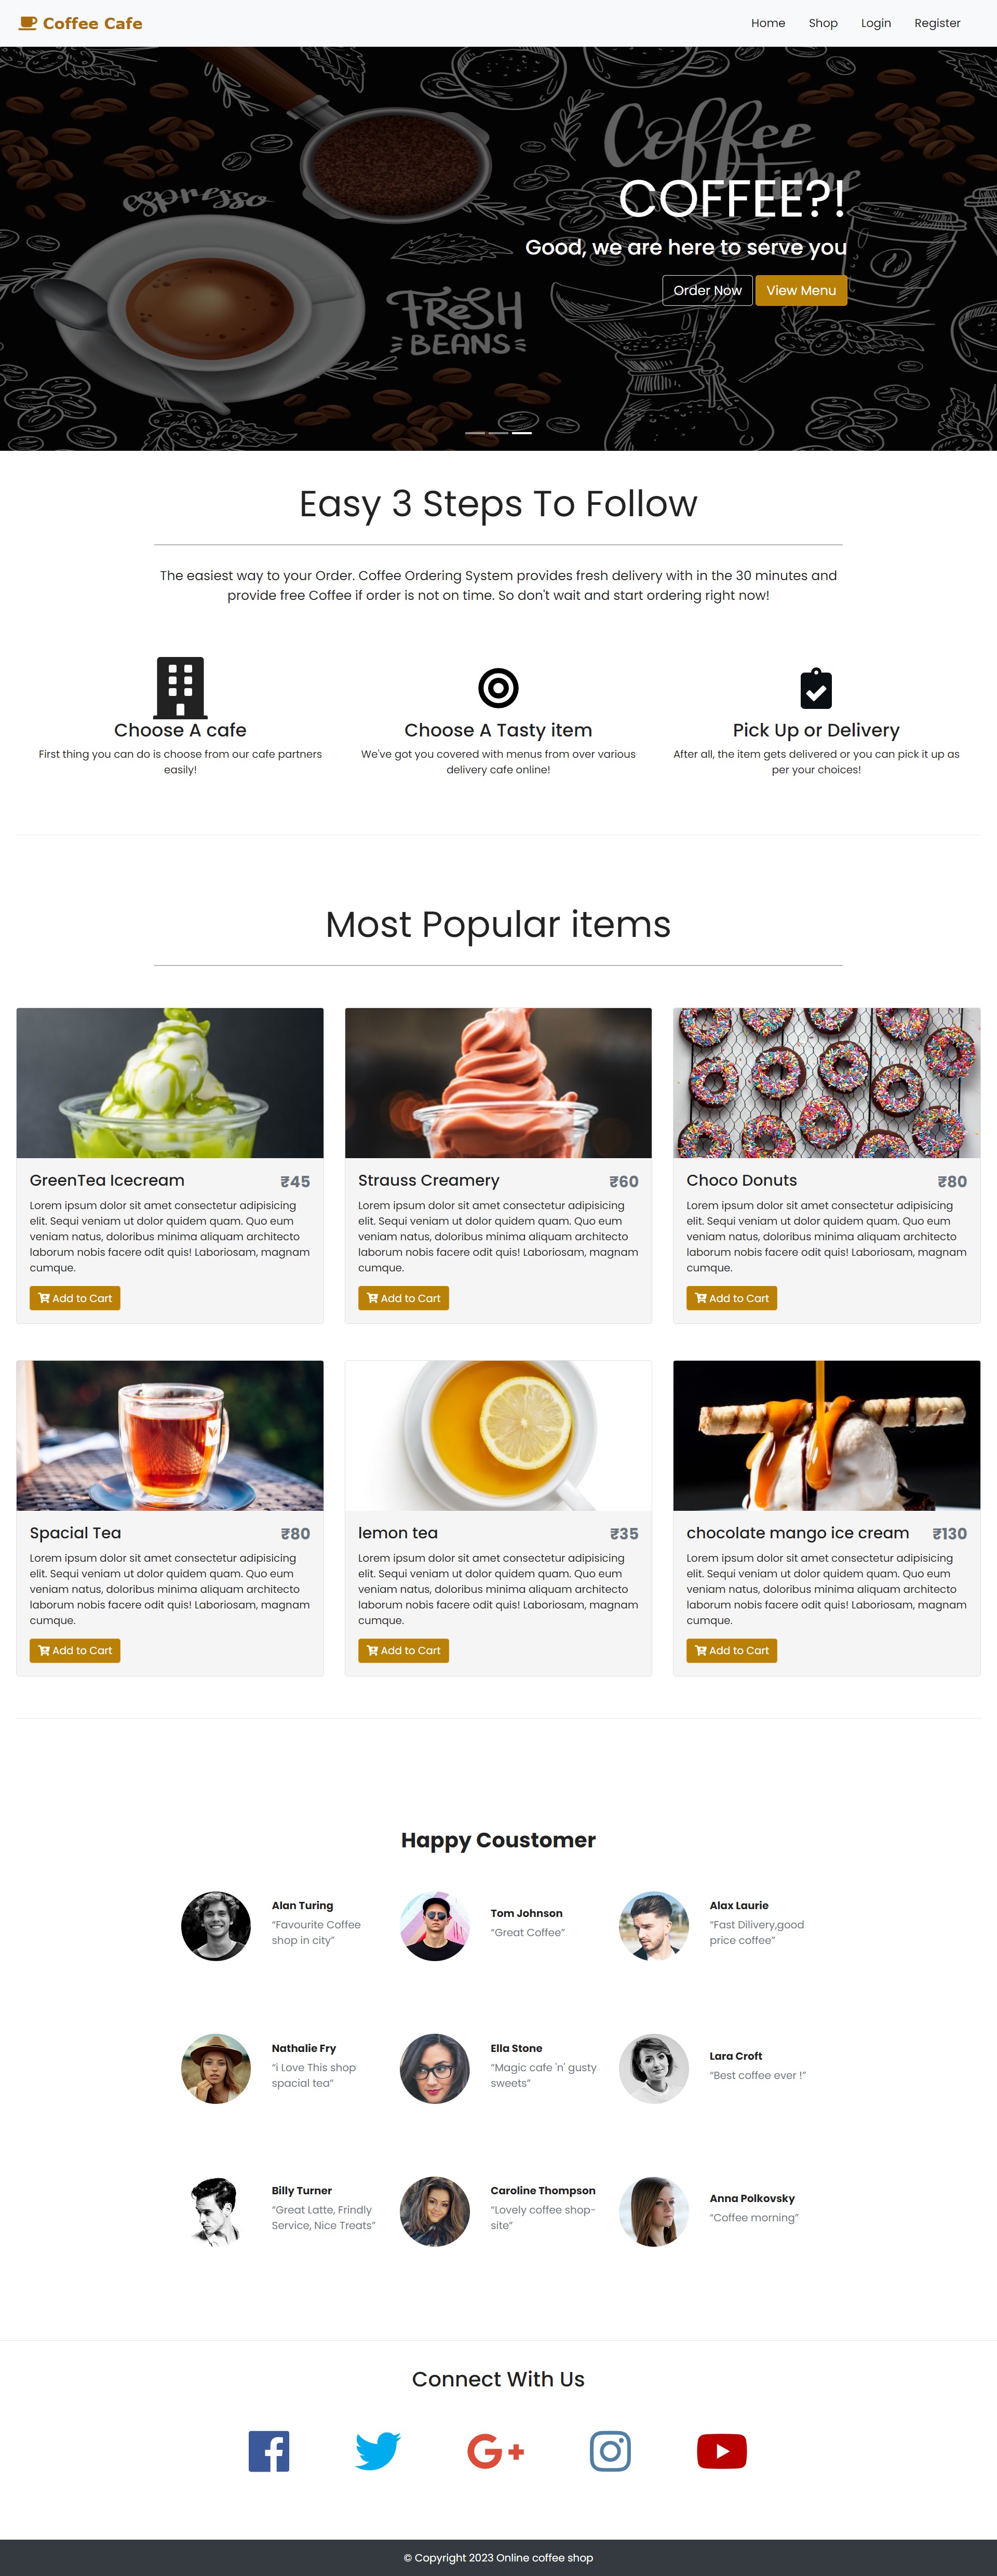 Coffee Cafe
Home Shop Login Register
Coffee
time
espresso
COFFEE?!
Good, we are here to serve you
Order Now View Menu
FReSH
BEANS
Easy 3 Steps To Follow
The easiest way to your Order. Coffee Ordering System provides fresh delivery with in the 30 minutes and
provide free Coffee if order is not on time. So don't wait and start ordering right now!
Choose A cafe
First thing you can do is choose from our cafe partners
easily!
Choose A Tasty item
We've got you covered with menus from over various
delivery cafe online!
Pick Up or Delivery
After all, the item gets delivered or you can pick it up as
per your choices!
Most Popular items
GreenTea Icecream ₹45
Lorem ipsum dolor sit amet consectetur adipisicing
elit. Sequi veniam ut dolor quidem quam. Quo eum
veniam natus, doloribus minima aliquam architecto
laborum nobis facere odit quis! Laboriosam, magnam
cumque.
Add to Cart
Strauss Creamery ₹60
Lorem ipsum dolor sit amet consectetur adipisicing
elit. Sequi veniam ut dolor quidem quam. Quo eum
veniam natus, doloribus minima aliquam architecto
laborum nobis facere odit quis! Laboriosam, magnam
cumque.
Add to Cart
Choco Donuts ₹80
Lorem ipsum dolor sit amet consectetur adipisicing
elit. Sequi veniam ut dolor quidem quam. Quo eum
veniam natus, doloribus minima aliquam architecto
laborum nobis facere odit quis! Laboriosam, magnam
cumque.
Add to Cart
Spacial Tea ₹80
Lorem ipsum dolor sit amet consectetur adipisicing
elit. Sequi veniam ut dolor quidem quam. Quo eum
veniam natus, doloribus minima aliquam architecto
laborum nobis facere odit quis! Laboriosam, magnam
cumque.
Add to Cart
lemon tea ₹35
Lorem ipsum dolor sit amet consectetur adipisicing
elit. Sequi veniam ut dolor quidem quam. Quo eum
veniam natus, doloribus minima aliquam architecto
laborum nobis facere odit quis! Laboriosam, magnam
cumque.
Add to Cart
chocolate mango ice cream ₹130
Lorem ipsum dolor sit amet consectetur adipisicing
elit. Sequi veniam ut dolor quidem quam. Quo eum
veniam natus, doloribus minima aliquam architecto
laborum nobis facere odit quis! Laboriosam, magnam
cumque.
Add to Cart
Happy Coustomer
Alan Turing
“Favourite Coffee
shop in city”
Tom Johnson
“Great Coffee”
Alax Laurie
“Fast Dilivery,good
price coffee”
Nathalie Fry
“i Love This shop
spacial tea”
Ella Stone
“Magic cafe 'n' gusty
sweets”
Lara Croft
“Best coffee ever !”
Billy Turner
“Great Latte, Frindly
Service, Nice Treats”
Caroline Thompson
“Lovely coffee shop-
site”
Anna Polkovsky
“Coffee morning”
Connect With Us
© Copyright 2023 Online coffee shop